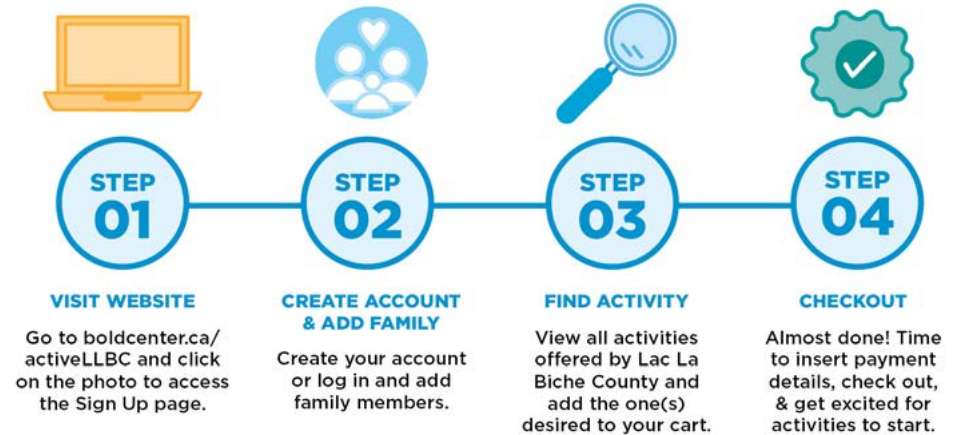 STEP
01
VISIT WEBSITE
Go to boldcenter.ca/
activeLLBC and click
on the photo to access
the Sign Up page.
STEP
02
CREATE ACCOUNT
& ADD FAMILY
Create your account
or log in and add
family members.
STEP
03
FIND ACTIVITY
View all activities
offered by Lac La
Biche County and
add the one(s)
desired to your cart.
STEP
04
CHECKOUT
Almost done! Time
to insert payment
details, check out,
& get excited for
activities to start.